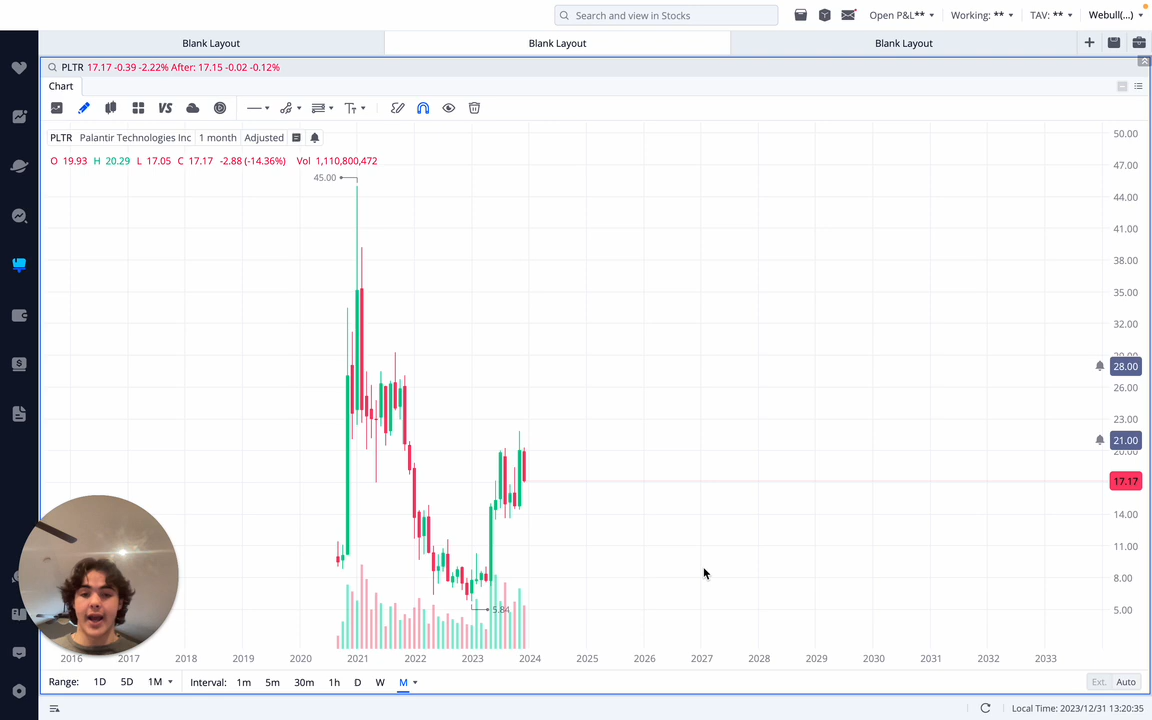 Search and view in Stocks
Open P&L**
Working: **
TAV: **
Webull(...)
Blank Layout
Blank Layout
Blank Layout
PLTR 17.17 -0.39 -2.22% After: 17.15 -0.02 -0.12%
Chart
VS
PLTR Palantir Technologies Inc 1 month Adjusted
O 19.93 H 20.29 L 17.05 C 17.17 -2.88 (-14.36%) Vol 1,110,800,472
45.00
5.84
50.00
47.00
44.00
41.00
38.00
35.00
32.00
29.00
28.00
26.00
23.00
21.00
20.00
17.17
14.00
11.00
8.00
5.00
2016 2017 2018 2019 2020 2021 2022 2023 2024 2025 2026 2027 2028 2029 2030 2031 2032 2033
Range: 1D 5D 1M Interval: 1m 5m 30m 1h D W M Ext. Auto
Local Time: 2023/12/31 13:20:35